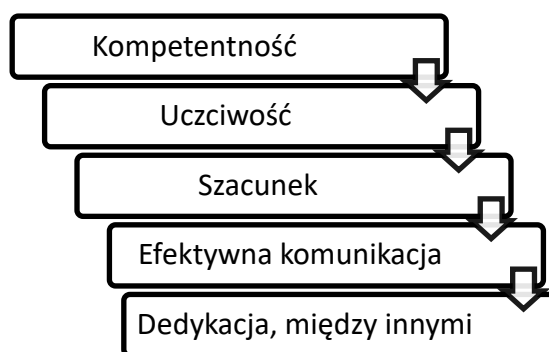 Kompetentność
Uczciwość
Szacunek
Efektywna komunikacja
Dedykacja, między innymi